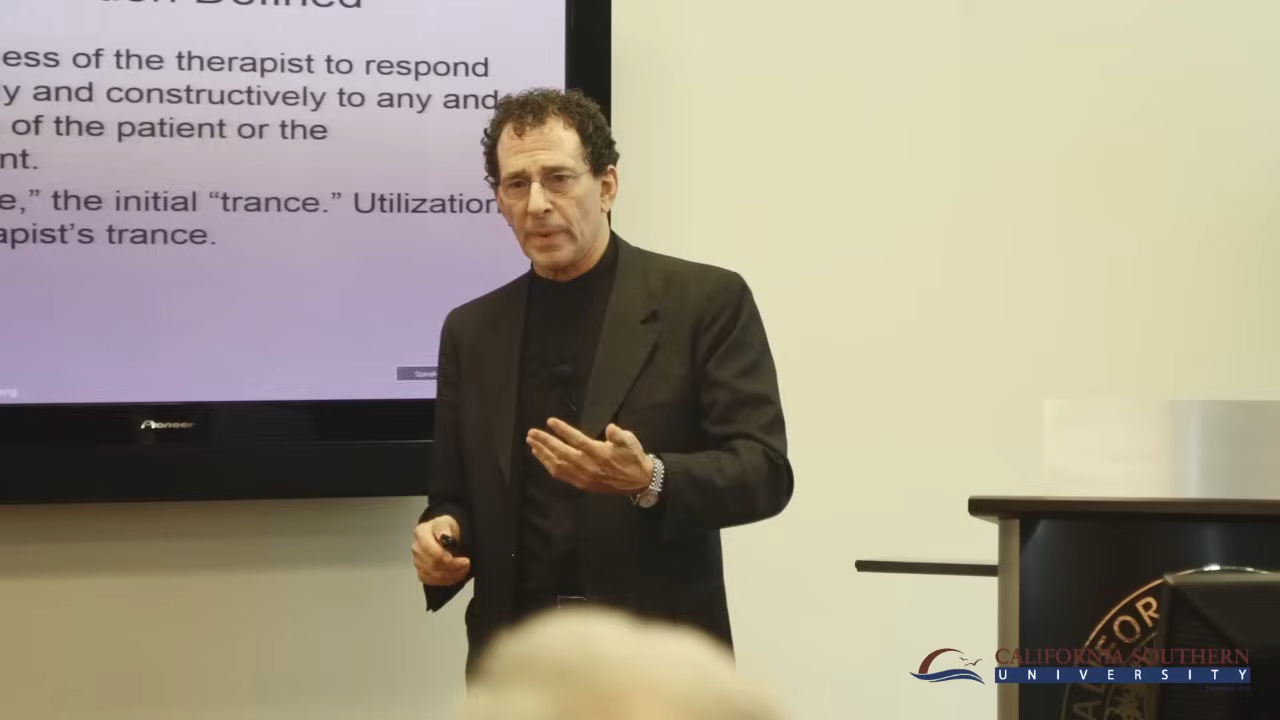 ess of the therapist to respond
y and constructively to any and
of the patient or the
nt.
e,” the initial “trance.” Utilization
apist’s trance.
Pioneer
CALIFORNIA SOUTHERN
UNIVERSITY